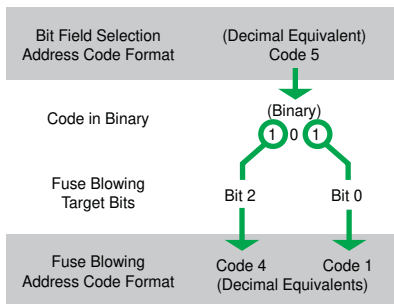 Bit Field Selection
Address Code Format
(Decimal Equivalent)
Code 5
Code in Binary
(Binary)
1 0 1
Fuse Blowing
Target Bits
Bit 2
Bit 0
Fuse Blowing
Address Code Format
Code 4
Code 1
(Decimal Equivalents)